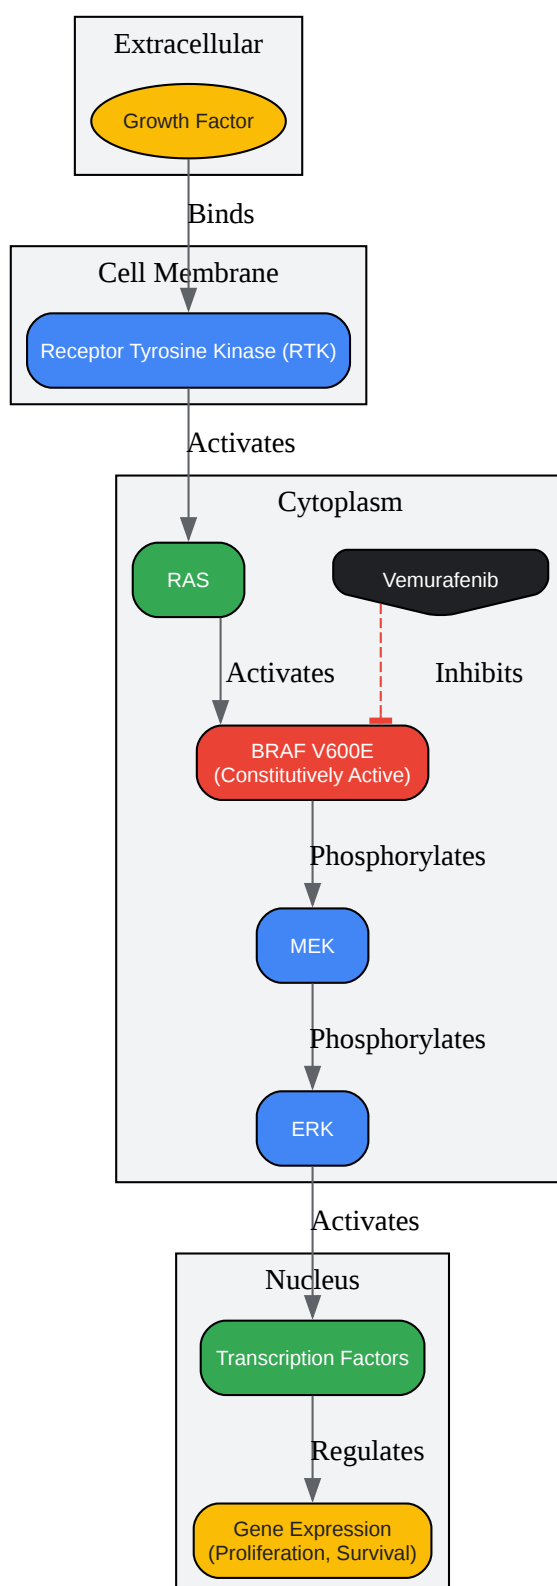 Extracellular
Growth Factor
Binds
Cell Membrane
Receptor Tyrosine Kinase (RTK)
Activates
Cytoplasm
RAS
Vemurafenib
Activates
Inhibits
BRAF V600E
(Constitutively Active)
Phosphorylates
MEK
Phosphorylates
ERK
Activates
Nucleus
Transcription Factors
Regulates
Gene Expression
(Proliferation, Survival)